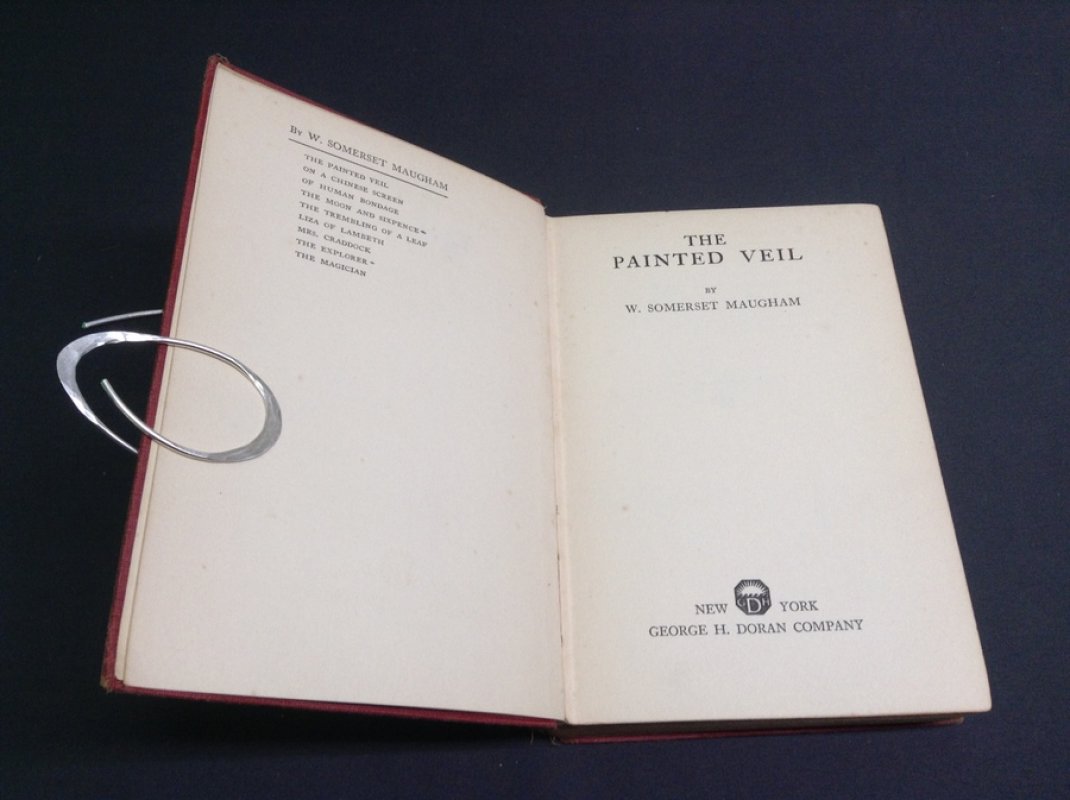 By W. SOMERSET MAUGHAM
THE PAINTED VEIL
ON A CHINESE SCREEN
OF HUMAN BONDAGE
THE MOON AND SIXPENCE
THE TREMBLING OF A LEAF
LIZA OF LAMBETH
MRS. CRADDOCK
THE EXPLORER
THE MAGICIAN
THE
PAINTED VEIL
BY
W. SOMERSET MAUGHAM
NEW GDH YORK
GEORGE H. DORAN COMPANY